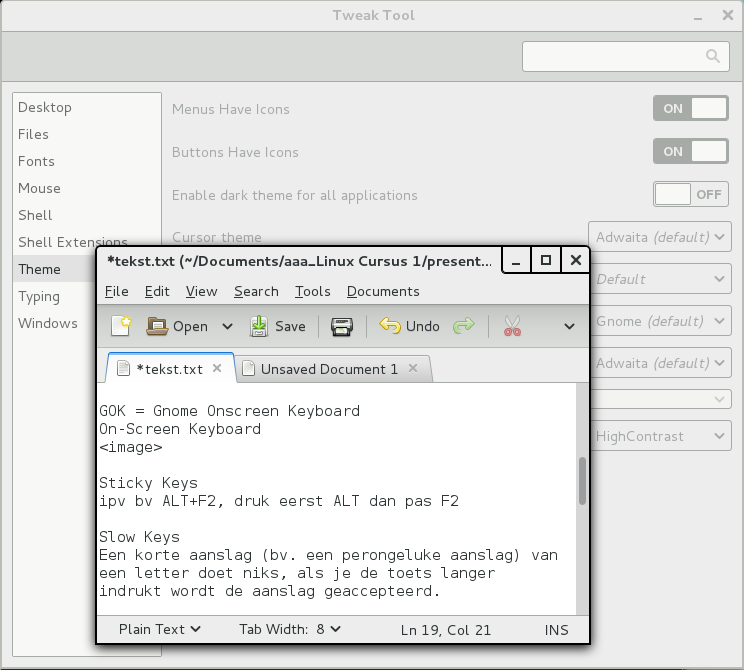 Tweak Tool
Desktop
Files
Fonts
Mouse
Shell
Shell Extensions
Theme
Typing
Windows
Menus Have Icons
ON
Buttons Have Icons
ON
Enable dark theme for all applications
OFF
Cursor theme
Adwaita (default)
Default
Gnome (default)
Adwaita (default)
HighContrast
*tekst.txt (~/Documents/aaa_Linux Cursus 1/present...
File Edit View Search Tools Documents
Open Save Undo
*tekst.txt Unsaved Document 1
GOK = Gnome Onscreen Keyboard
On-Screen Keyboard
<image>
Sticky Keys
ipv bv ALT+F2, druk eerst ALT dan pas F2
Slow Keys
Een korte aanslag (bv. een perongeluke aanslag) van
een letter doet niks, als je de toets langer
indrukt wordt de aanslag geaccepteerd.
Plain Text Tab Width: 8 Ln 19, Col 21 INS